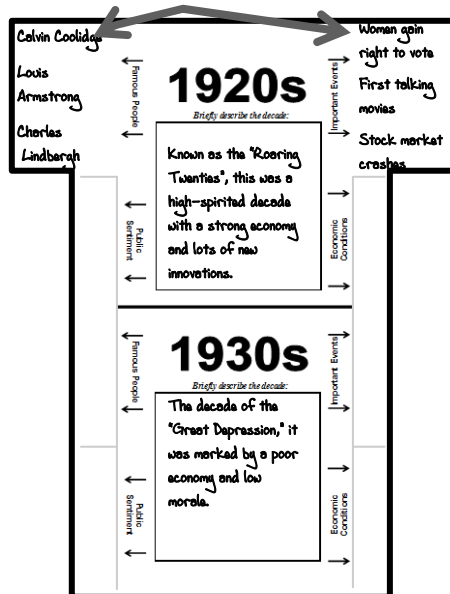 Calvin Coolidge
Louis
Armstrong
Charles
Lindbergh
Famous People
1920s
Briefly describe the decade:
Important Events
Women gain
right to vote
First talking
movies
Stock market
crashes
Known as the "Roaring
Twenties", this was a
high-spirited decade
with a strong economy
and lots of new
innovations.
Public
Sentiment
Economic
Conditions
1930s
Briefly describe the decade:
Famous People
Important Events
The decade of the
"Great Depression," it
was marked by a poor
economy and low
morale.
Public
Sentiment
Economic
Conditions